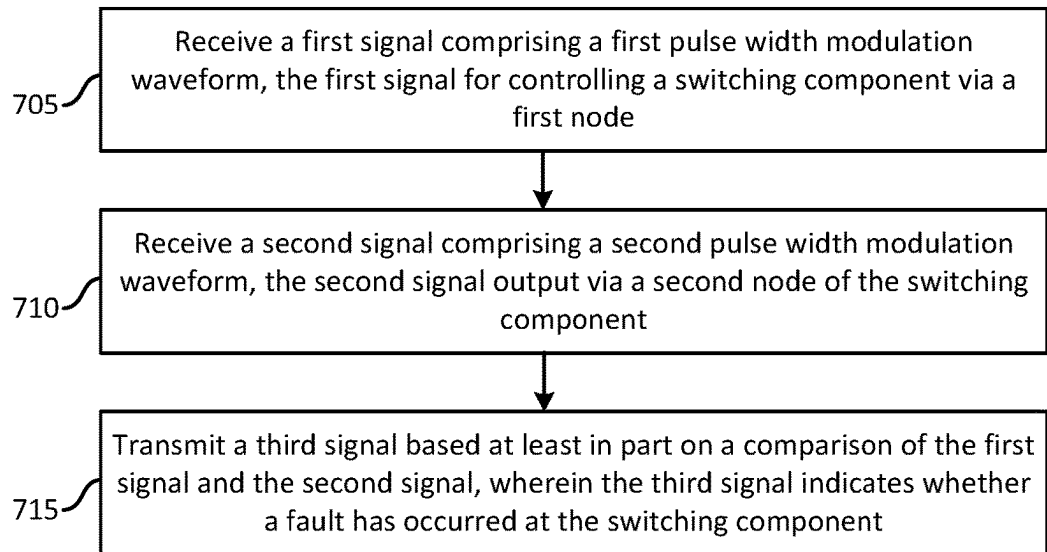 Receive a first signal comprising a first pulse width modulation
waveform, the first signal for controlling a switching component via a
first node
705
Receive a second signal comprising a second pulse width modulation
waveform, the second signal output via a second node of the switching
component
710
Transmit a third signal based at least in part on a comparison of the first
signal and the second signal, wherein the third signal indicates whether
a fault has occurred at the switching component
715